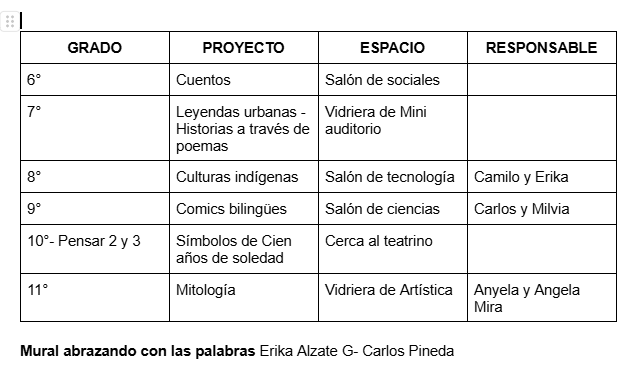 GRADO PROYECTO ESPACIO RESPONSABLE
6° Cuentos Salón de sociales
7° Leyendas urbanas - Vidriera de Mini
Historias a través de auditorio
poemas
8° Culturas indígenas Salón de tecnología Camilo y Erika
9° Comics bilingües Salón de ciencias Carlos y Milvia
10°- Pensar 2 y 3 Símbolos de Cien Cerca al teatrino
años de soledad
11° Mitología Vidriera de Artística Anyela y Angela
Mira
Mural abrazando con las palabras Erika Alzate G- Carlos Pineda